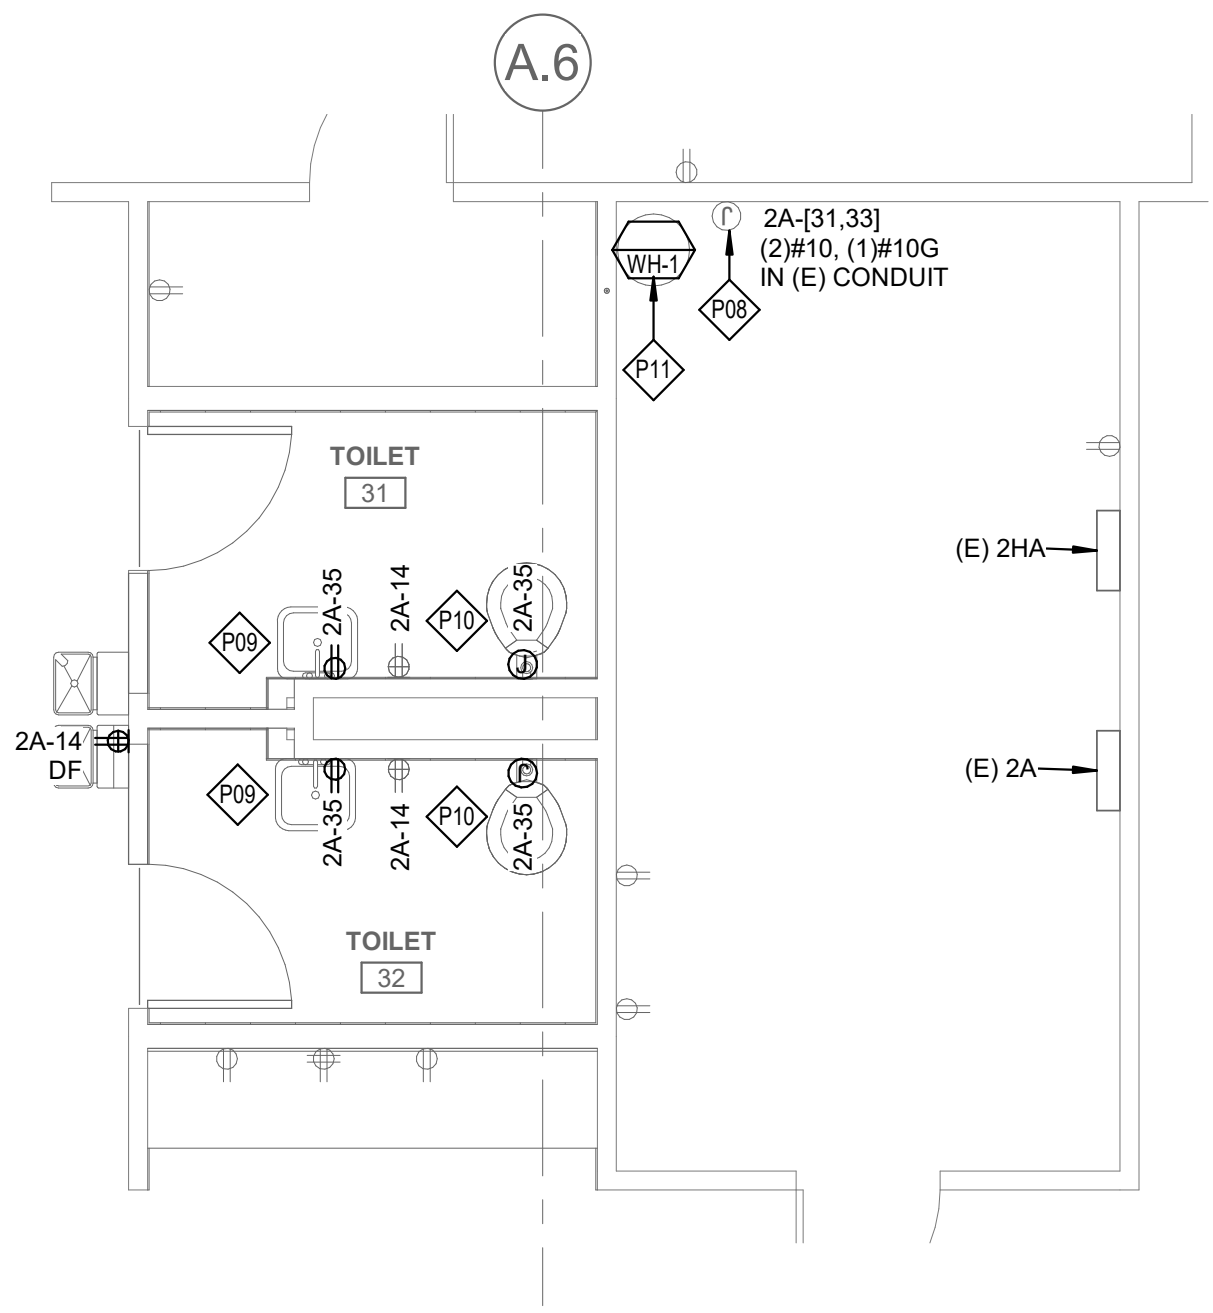 A.6
2A-[31,33]
(2)#10, (1)#10G
IN (E) CONDUIT
WH-1
P08
P11
TOILET
31
(E) 2HA
2A-35
2A-14
2A-35
P10
P09
J
2A-14
DF
(E) 2A
J
P09
P10
2A-35
2A-14
2A-35
TOILET
32